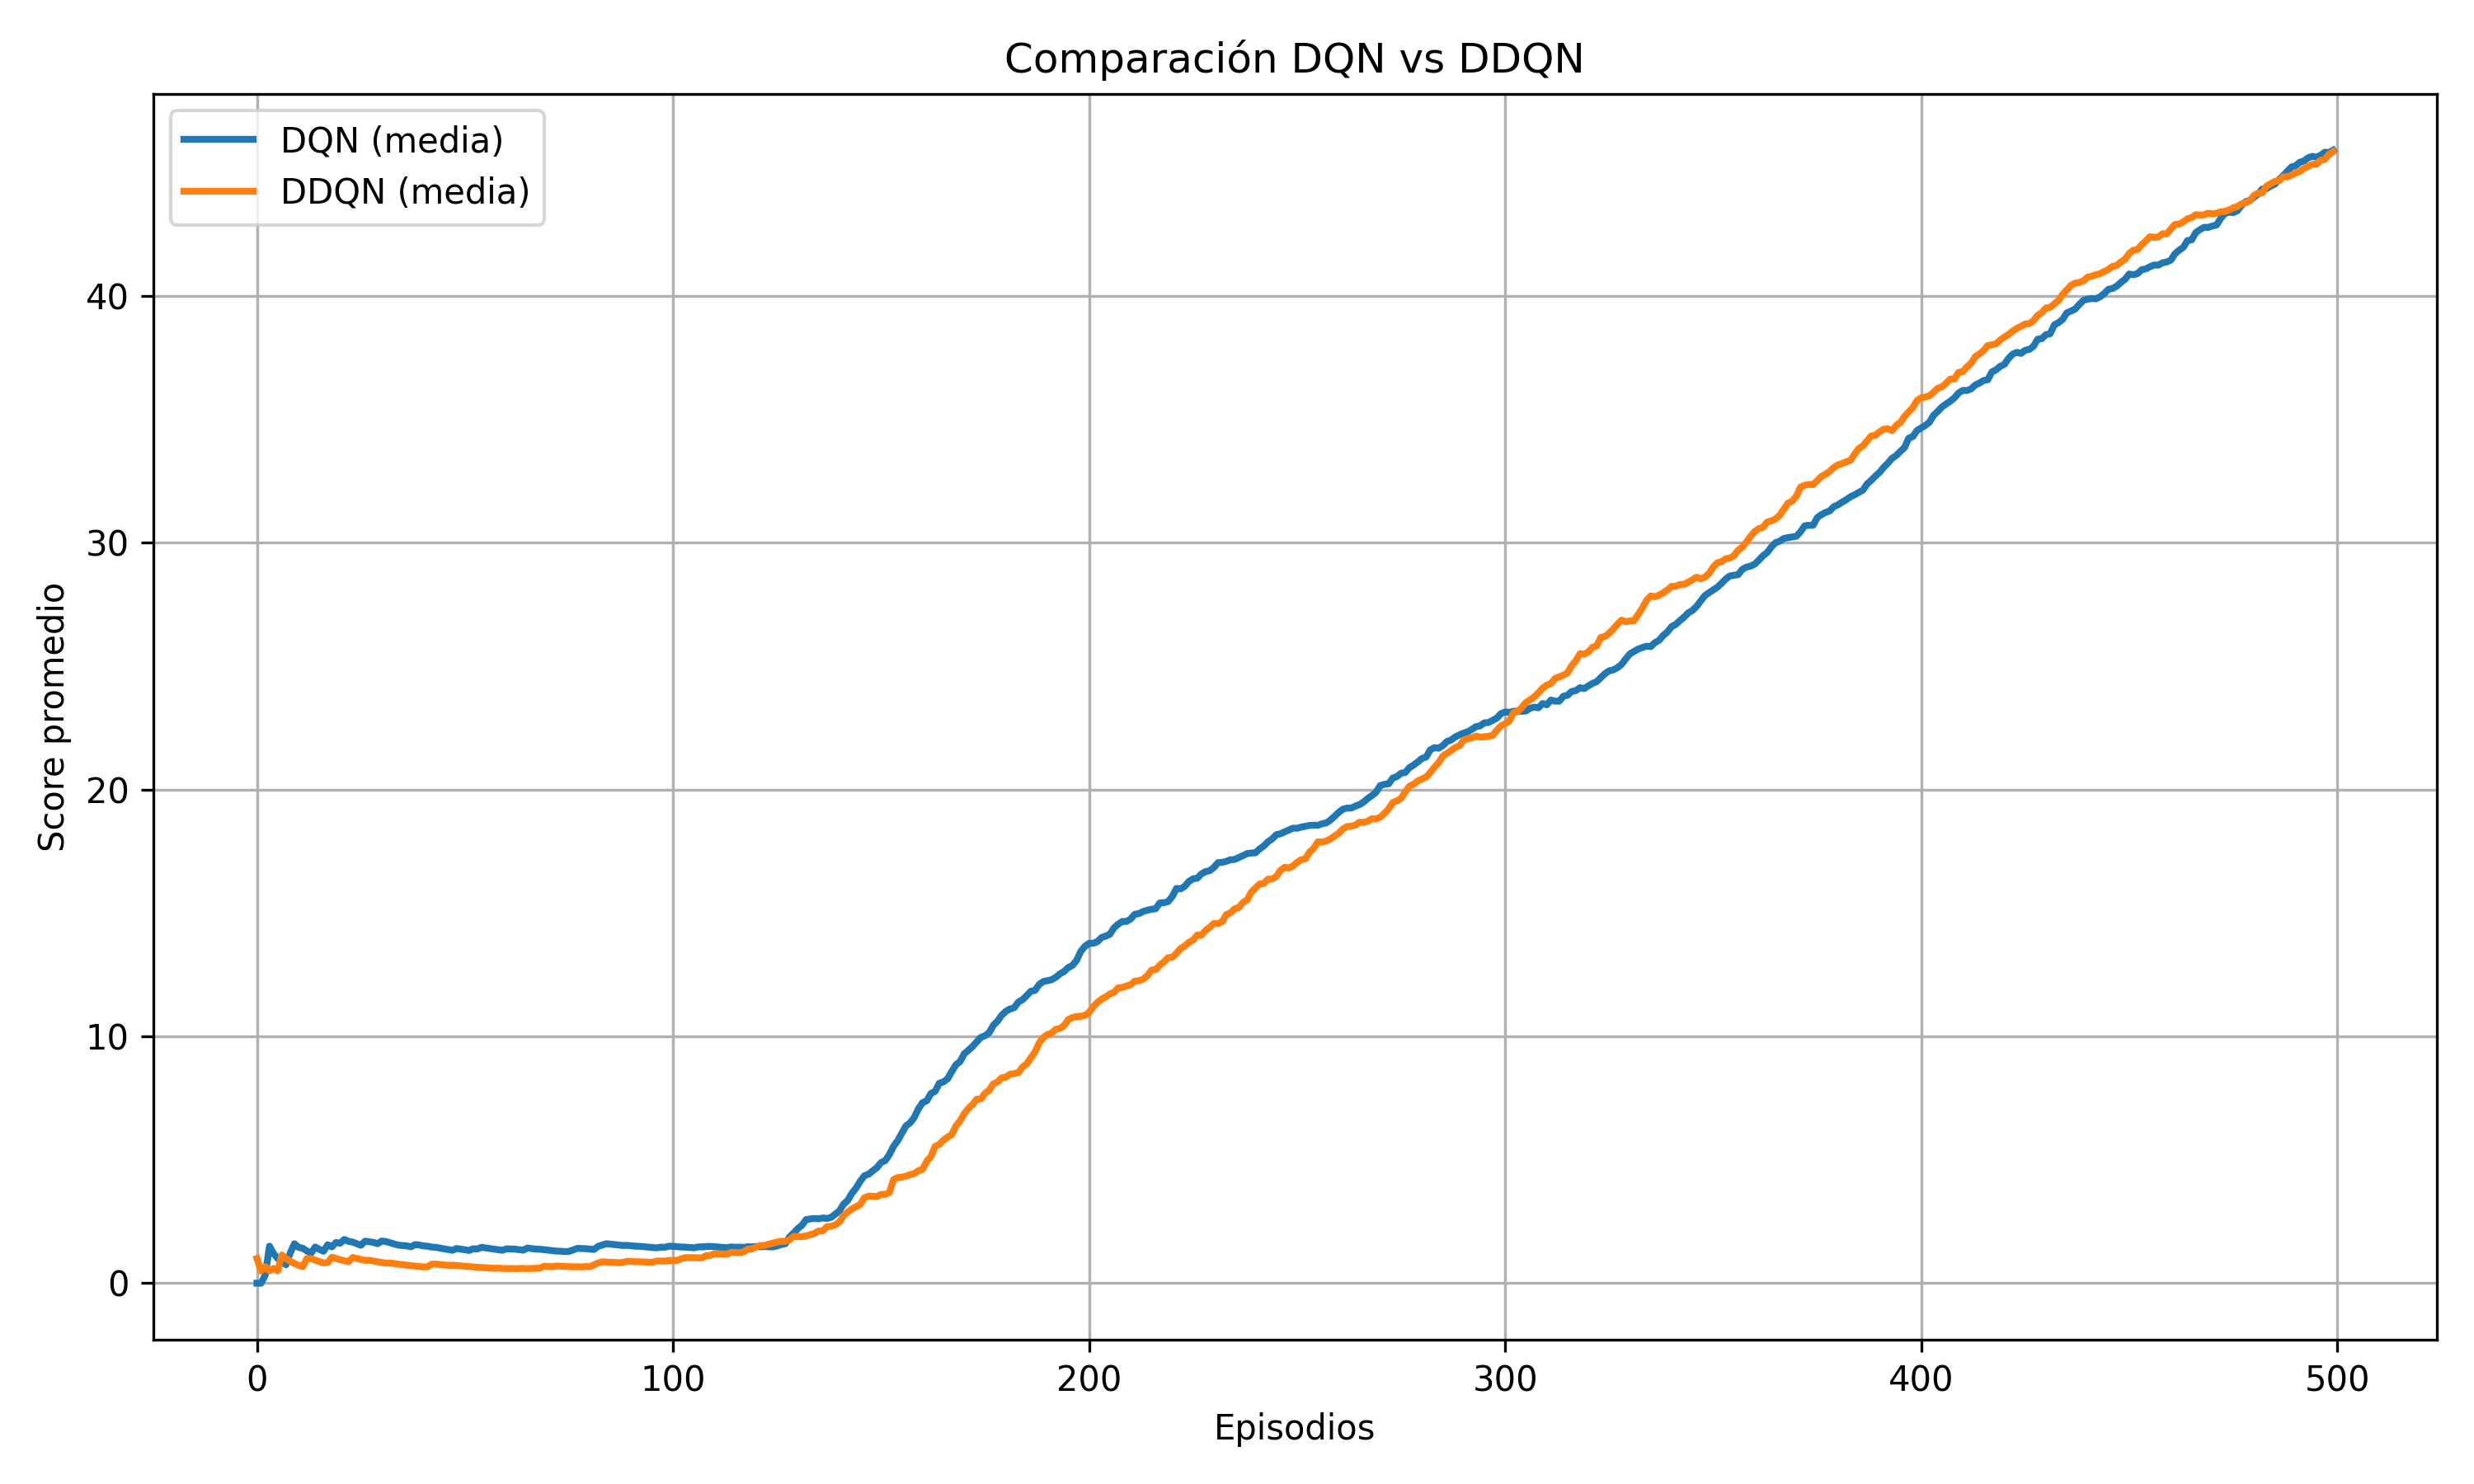 Comparación DQN vs DDQN
DQN (media)
DDQN (media)
Score promedio
40
30
20
10
0
0 100 200 300 400 500
Episodios